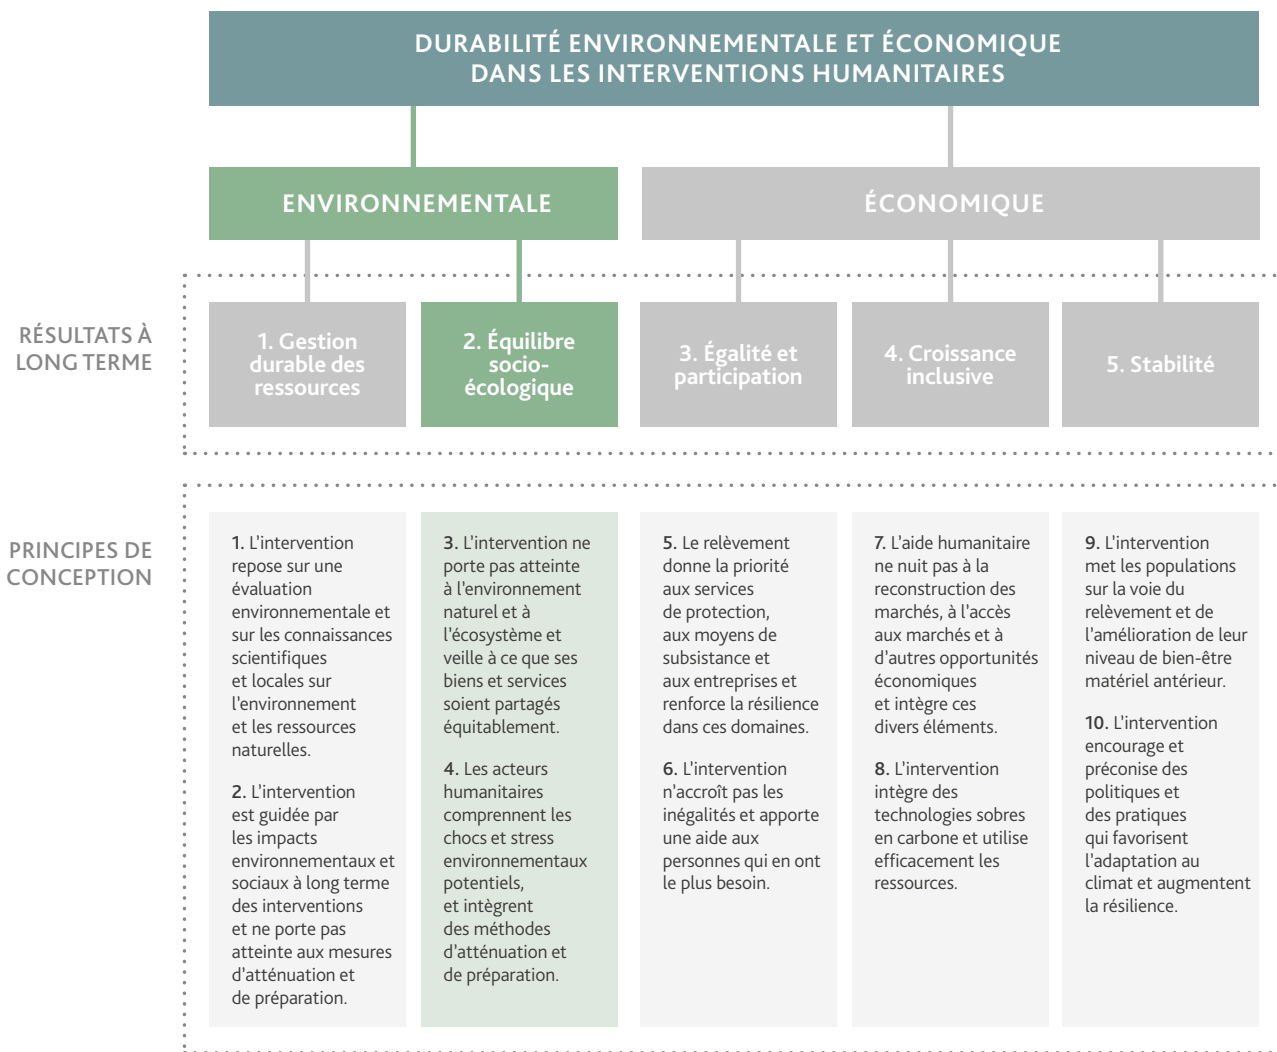 DURABILITÉ ENVIRONNEMENTALE ET ÉCONOMIQUE
DANS LES INTERVENTIONS HUMANITAIRES
ENVIRONNEMENTALE
ÉCONOMIQUE
RÉSULTATS À
LONG TERME
1. Gestion
durable des
ressources
2. Équilibre
socio-
écologique
3. Égalité et
participation
4. Croissance
inclusive
5. Stabilité
PRINCIPES DE
CONCEPTION
1. L'intervention
repose sur une
évaluation
environnementale et
sur les connaissances
scientifiques
et locales sur
l'environnement
et les ressources
naturelles.
2. L'intervention
est guidée par
les impacts
environnementaux et
sociaux à long terme
des interventions
et ne porte pas
atteinte aux mesures
d'atténuation et
de préparation.
3. L'intervention ne
porte pas atteinte
à l'environnement
naturel et à
l'écosystème et
veille à ce que ses
biens et services
soient partagés
équitablement.
4. Les acteurs
humanitaires
comprennent les
chocs et stress
environnementaux
potentiels,
et intègrent
des méthodes
d'atténuation et
de préparation.
5. Le relèvement
donne la priorité
aux services
de protection,
aux moyens de
subsistance et
aux entreprises et
renforce la résilience
dans ces domaines.
6. L'intervention
n'accroît pas les
inégalités et apporte
une aide aux
personnes qui en ont
le plus besoin.
7. L'aide humanitaire
ne nuit pas à la
reconstruction des
marchés, à l'accès
aux marchés et à
d'autres opportunités
économiques
et intègre ces
divers éléments.
8. L'intervention
intègre des
technologies sobres
en carbone et utilise
efficacement les
ressources.
9. L'intervention
met les populations
sur la voie du
relèvement et de
l'amélioration de leur
niveau de bien-être
matériel antérieur.
10. L'intervention
encourage et
préconise des
politiques et
des pratiques
qui favorisent
l'adaptation au
climat et augmentent
la résilience.